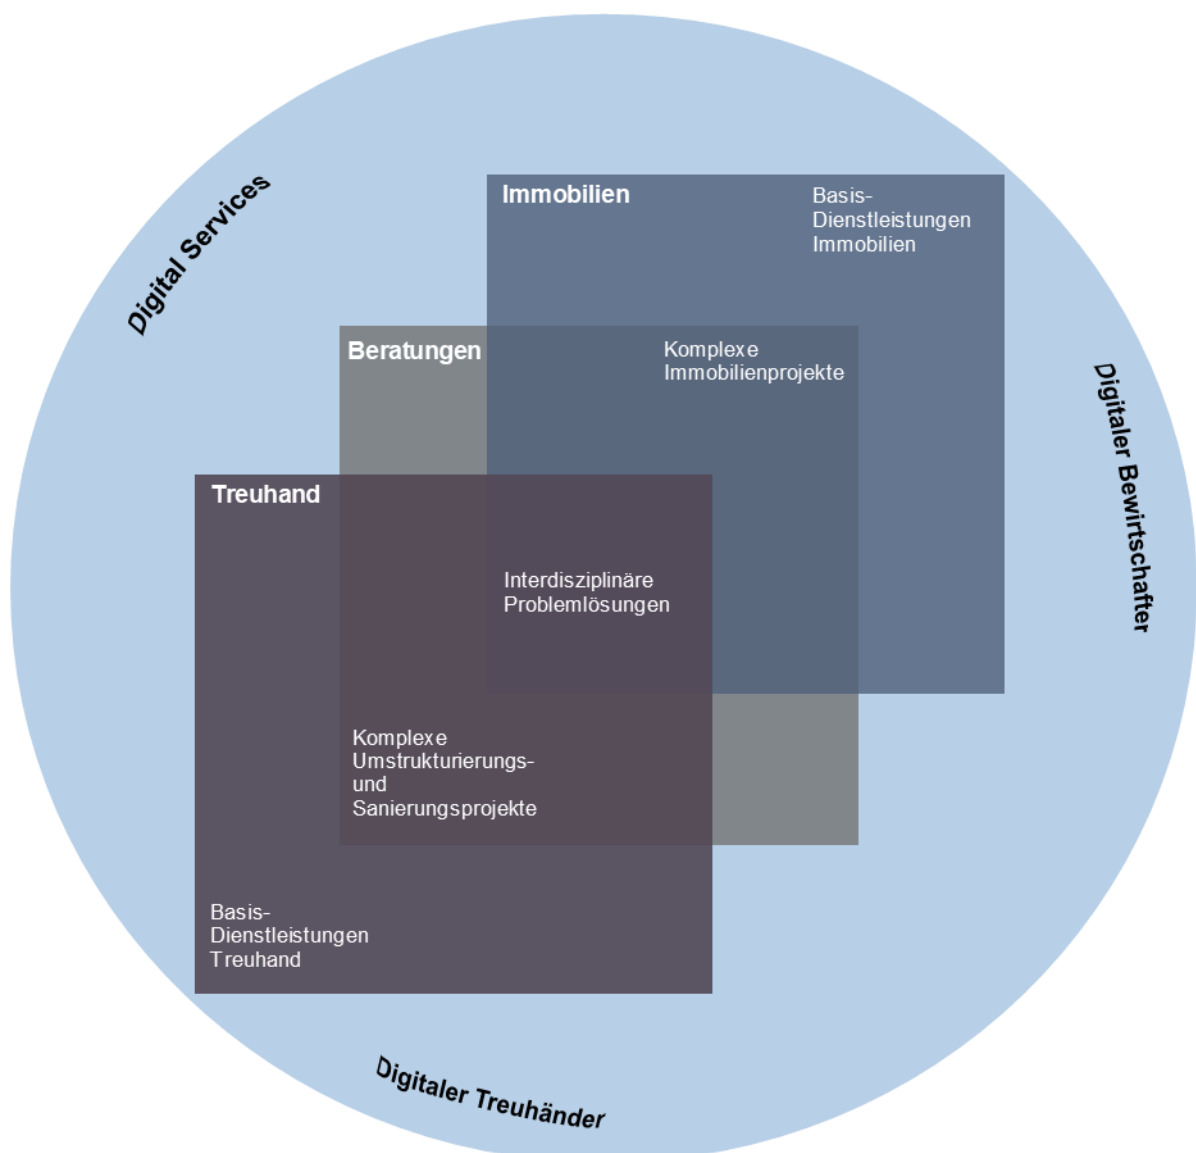 Digital Services
Immobilien
Basis-
Dienstleistungen
Immobilien
Beratungen
Komplexe
Immobilienprojekte
Digitaler Bewirtschafter
Treuhand
Interdisziplinäre
Problemlösungen
Komplexe
Umstrukturierungs-
und
Sanierungsprojekte
Basis-
Dienstleistungen
Treuhand
Digitaler Treuhänder